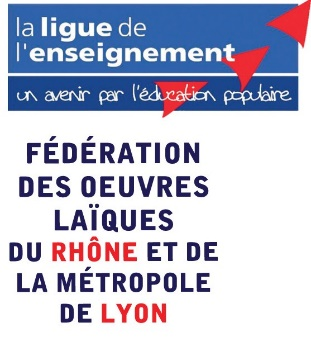 la ligue de
l'enseignement
un avenir par l'éducation populaire
FÉDÉRATION
DES OEUVRES
LAÏQUES
DU RHÔNE ET DE
LA MÉTROPOLE
DE LYON